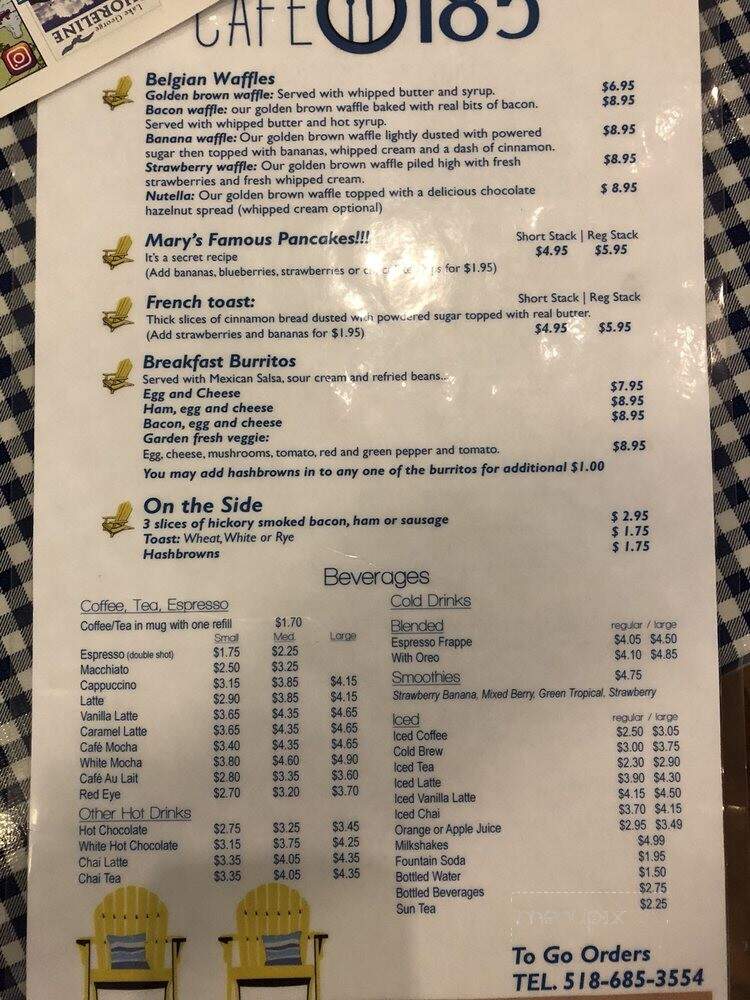 Lake George
SHORELINE
CAFE 185
Belgian Waffles
Golden brown waffle: Served with whipped butter and syrup. $6.95
Bacon waffle: our golden brown waffle baked with real bits of bacon. $8.95
Served with whipped butter and hot syrup.
Banana waffle: Our golden brown waffle lightly dusted with powered $8.95
sugar then topped with bananas, whipped cream and a dash of cinnamon.
Strawberry waffle: Our golden brown waffle piled high with fresh $8.95
strawberries and fresh whipped cream.
Nutella: Our golden brown waffle topped with a delicious chocolate $ 8.95
hazelnut spread (whipped cream optional)
Mary's Famous Pancakes!!! Short Stack | Reg Stack
It's a secret recipe $4.95 $5.95
(Add bananas, blueberries, strawberries or for $1.95)
French toast: Short Stack | Reg Stack
Thick slices of cinnamon bread dusted with powdered sugar topped with real butter.
(Add strawberries and bananas for $1.95) $4.95 $5.95
Breakfast Burritos
Served with Mexican Salsa, sour cream and refried beans...
Egg and Cheese $7.95
Ham, egg and cheese $8.95
Bacon, egg and cheese $8.95
Garden fresh veggie:
Egg, cheese, mushrooms, tomato, red and green pepper and tomato. $8.95
You may add hashbrowns in to any one of the burritos for additional $1.00
On the Side
3 slices of hickory smoked bacon, ham or sausage $ 2.95
Toast: Wheat, White or Rye $ 1.75
Hashbrowns $ 1.75
Beverages
Coffee, Tea, Espresso
Coffee/Tea in mug with one refill $1.70
Small Med. Large
Espresso (double shot) $1.75 $2.25
Macchiato $2.50 $3.25
Cappuccino $3.15 $3.85 $4.15
Latte $2.90 $3.85 $4.15
Vanilla Latte $3.65 $4.35 $4.65
Caramel Latte $3.65 $4.35 $4.65
Café Mocha $3.40 $4.35 $4.65
White Mocha $3.80 $4.60 $4.90
Café Au Lait $2.80 $3.35 $3.60
Red Eye $2.70 $3.20 $3.70
Other Hot Drinks
Hot Chocolate $2.75 $3.25 $3.45
White Hot Chocolate $3.15 $3.75 $4.25
Chai Latte $3.35 $4.05 $4.35
Chai Tea $3.35 $4.05 $4.35
Cold Drinks
Blended regular / large
Espresso Frappe $4.05 $4.50
With Oreo $4.10 $4.85
Smoothies $4.75
Strawberry Banana, Mixed Berry, Green Tropical, Strawberry
Iced regular / large
Iced Coffee $2.50 $3.05
Cold Brew $3.00 $3.75
Iced Tea $2.30 $2.90
Iced Latte $3.90 $4.30
Iced Vanilla Latte $4.15 $4.50
Iced Chai $3.70 $4.15
Orange or Apple Juice $2.95 $3.49
Milkshakes $4.99
Fountain Soda $1.95
Bottled Water $1.50
Bottled Beverages $2.75
Sun Tea $2.25
menupix
To Go Orders
TEL. 518-685-3554